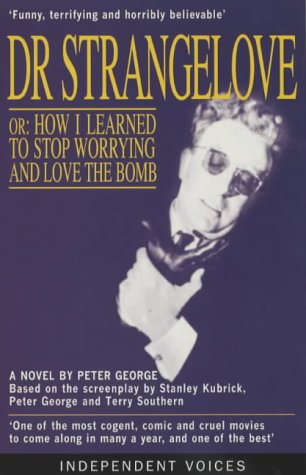 ‘Funny, terrifying and horribly believable’
DR STRANGELOVE
OR: HOW I LEARNED
TO STOP WORRYING
AND LOVE THE BOMB
A NOVEL BY PETER GEORGE
Based on the screenplay by Stanley Kubrick,
Peter George and Terry Southern
‘One of the most cogent, comic and cruel movies
to come along in many a year, and one of the best’
INDEPENDENT VOICES